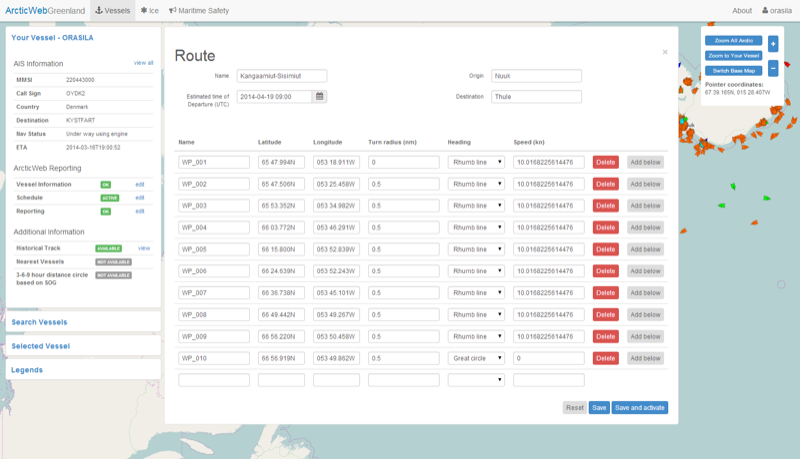 ArcticWebGreenland Vessels Ice Maritime Safety About orasila
Your Vessel - ORASILA
AIS Information view all
MMSI 220443000
Call Sign OYDK2
Country Denmark
Destination KYSTFART
Nav Status Under way using engine
ETA 2014-03-16T19:00:52
ArcticWeb Reporting
Vessel Information OK edit
Schedule ACTIVE edit
Reporting OK edit
Additional Information
Historical Track AVAILABLE view
Nearest Vessels NOT AVAILABLE
3-6-9 hour distance circle NOT AVAILABLE
based on SOG
Search Vessels
Selected Vessel
Legends
Route ×
Name Kangaamiut-Sisimiut Origin Nuuk
Estimated time of
Departure (UTC) 2014-04-19 09:00 Destination Thule
Name Latitude Longitude Turn radius (nm) Heading Speed (kn)
WP_001 65 47.994N 053 18.911W 0 Rhumb line 10.0168225614476 Delete Add below
WP_002 65 47.506N 053 25.458W 0.5 Rhumb line 10.0168225614476 Delete Add below
WP_003 65 53.352N 053 34.982W 0.5 Rhumb line 10.0168225614476 Delete Add below
WP_004 66 03.772N 053 46.291W 0.5 Rhumb line 10.0168225614476 Delete Add below
WP_005 66 15.800N 053 52.839W 0.5 Rhumb line 10.0168225614476 Delete Add below
WP_006 66 24.639N 053 52.243W 0.5 Rhumb line 10.0168225614476 Delete Add below
WP_007 66 36.738N 053 45.101W 0.5 Rhumb line 10.0168225614476 Delete Add below
WP_008 66 49.442N 053 49.267W 0.5 Rhumb line 10.0168225614476 Delete Add below
WP_009 66 56.220N 053 50.458W 0.5 Rhumb line 10.0168225614476 Delete Add below
WP_010 66 56.919N 053 49.862W 0.5 Great circle 0 Delete Add below
Reset Save Save and activate
Zoom All Arctic +
Zoom to Your Vessel
Switch Base Map −
Pointer coordinates:
67 39.185N, 015 28.407W